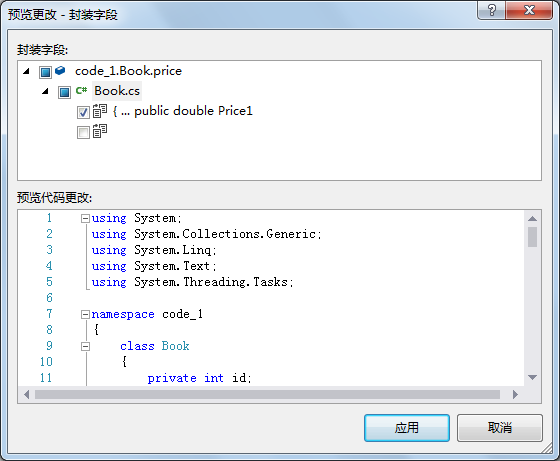 预览更改 - 封装字段
封装字段:
code_1.Book.price
C# Book.cs
{ ... public double Price1
预览代码更改:
1 using System;
2 using System.Collections.Generic;
3 using System.Linq;
4 using System.Text;
5 using System.Threading.Tasks;
6
7 namespace code_1
8 {
9 class Book
10 {
11 private int id;
应用 取消